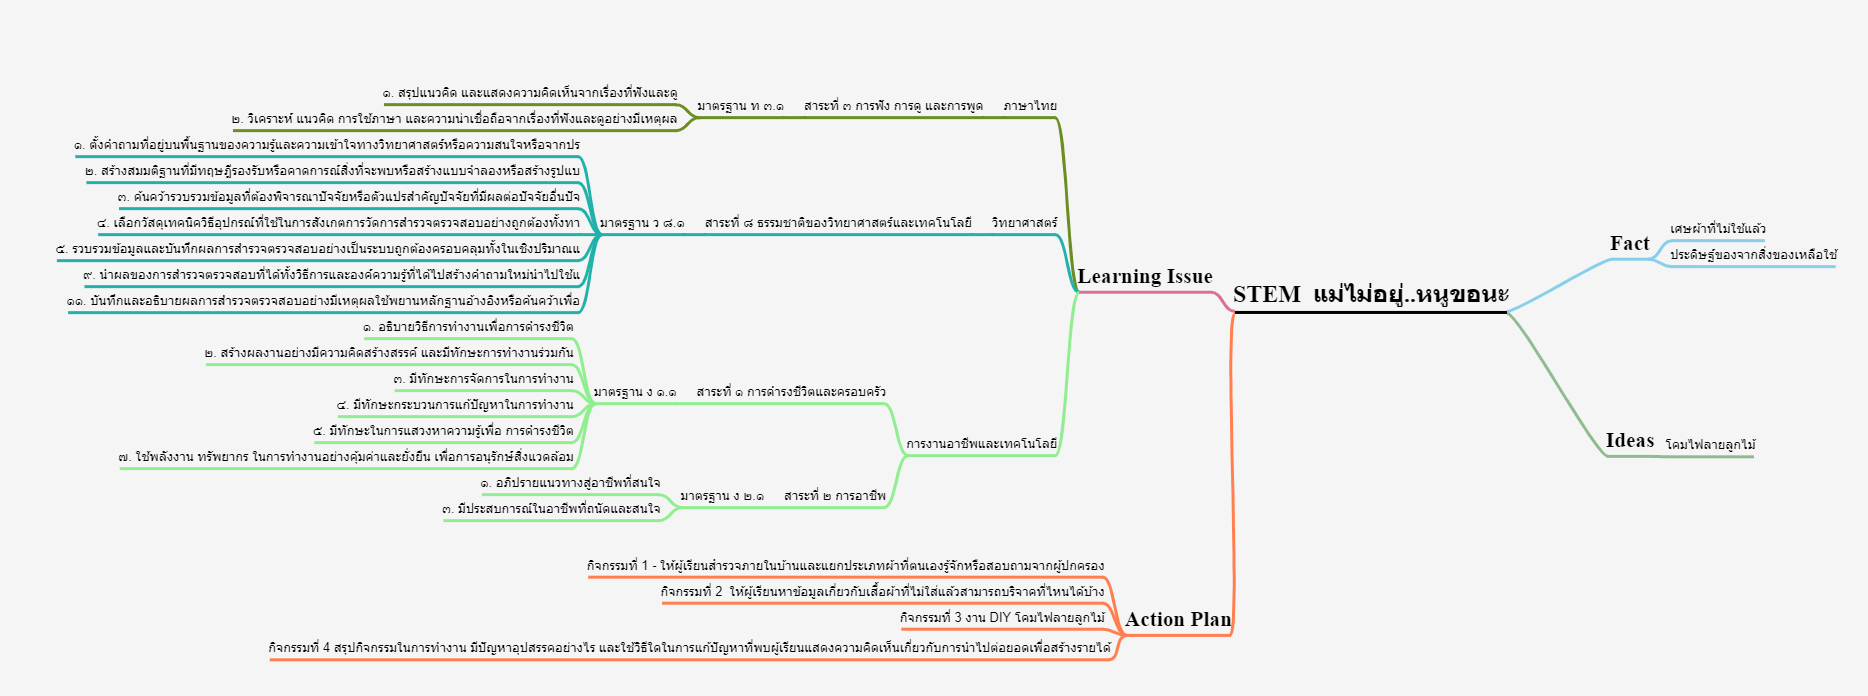 STEM  แม่ไม่อยู่..หนูขอนะ
Fact
เศษผ้าที่ไม่ใช้แล้ว
ประดิษฐ์ของจากสิ่งของเหลือใช้
Ideas
โคมไฟลายลูกไม้
Learning Issue
ภาษาไทย
สาระที่ ๓ การฟัง การดู และการพูด
มาตรฐาน ท ๓.๑
๑. สรุปแนวคิด และแสดงความคิดเห็นจากเรื่องที่ฟังและดู
๒. วิเคราะห์ แนวคิด การใช้ภาษา และความน่าเชื่อถือจากเรื่องที่ฟังและดูอย่างมีเหตุผล
วิทยาศาสตร์
สาระที่ ๘ ธรรมชาติของวิทยาศาสตร์และเทคโนโลยี
มาตรฐาน ว ๘.๑
๑. ตั้งคำถามที่อยู่บนพื้นฐานของความรู้และความเข้าใจทางวิทยาศาสตร์หรือความสนใจหรือจากปร
๒. สร้างสมมติฐานที่มีทฤษฎีรองรับหรือคาดการณ์สิ่งที่จะพบหรือสร้างแบบจำลองหรือสร้างรูปแบ
๓. ค้นคว้ารวบรวมข้อมูลที่ต้องพิจารณาปัจจัยหรือตัวแปรสำคัญปัจจัยที่มีผลต่อปัจจัยอื่นปัจ
๔. เลือกวัสดุเทคนิควิธีอุปกรณ์ที่ใช้ในการสังเกตการวัดการสำรวจตรวจสอบอย่างถูกต้องทั้งทา
๕. รวบรวมข้อมูลและบันทึกผลการสำรวจตรวจสอบอย่างเป็นระบบถูกต้องครอบคลุมทั้งในเชิงปริมาณแ
๙. นำผลของการสำรวจตรวจสอบที่ได้ทั้งวิธีการและองค์ความรู้ที่ได้ไปสร้างคำถามใหม่นำไปใช้แ
๑๑. บันทึกและอธิบายผลการสำรวจตรวจสอบอย่างมีเหตุผลใช้พยานหลักฐานอ้างอิงหรือค้นคว้าเพื่อ
การงานอาชีพและเทคโนโลยี
สาระที่ ๑ การดำรงชีวิตและครอบครัว
มาตรฐาน ง ๑.๑
๑. อธิบายวิธีการทำงานเพื่อการดำรงชีวิต
๒. สร้างผลงานอย่างมีความคิดสร้างสรรค์ และมีทักษะการทำงานร่วมกัน
๓. มีทักษะการจัดการในการทำงาน
๔. มีทักษะกระบวนการแก้ปัญหาในการทำงาน
๕. มีทักษะในการแสวงหาความรู้เพื่อ การดำรงชีวิต
๗. ใช้พลังงาน ทรัพยากร ในการทำงานอย่างคุ้มค่าและยั่งยืน เพื่อการอนุรักษ์สิ่งแวดล้อม
สาระที่ ๒ การอาชีพ
มาตรฐาน ง ๒.๑
๑. อภิปรายแนวทางสู่อาชีพที่สนใจ
๓. มีประสบการณ์ในอาชีพที่ถนัดและสนใจ
Action Plan
กิจกรรมที่ 1 - ให้ผู้เรียนสำรวจภายในบ้านและแยกประเภทผ้าที่ตนเองรู้จักหรือสอบถามจากผู้ปกครอง
กิจกรรมที่ 2  ให้ผู้เรียนหาข้อมูลเกี่ยวกับเสื้อผ้าที่ไม่ใส่แล้วสามารถบริจาคที่ไหนได้บ้าง
กิจกรรมที่ 3 งาน DIY โคมไฟลายลูกไม้
กิจกรรมที่ 4 สรุปกิจกรรมในการทำงาน มีปัญหาอุปสรรคอย่างไร และใช้วิธีใดในการแก้ปัญหาที่พบผู้เรียนแสดงความคิดเห็นเกี่ยวกับการนำไปต่อยอดเพื่อสร้างรายได้